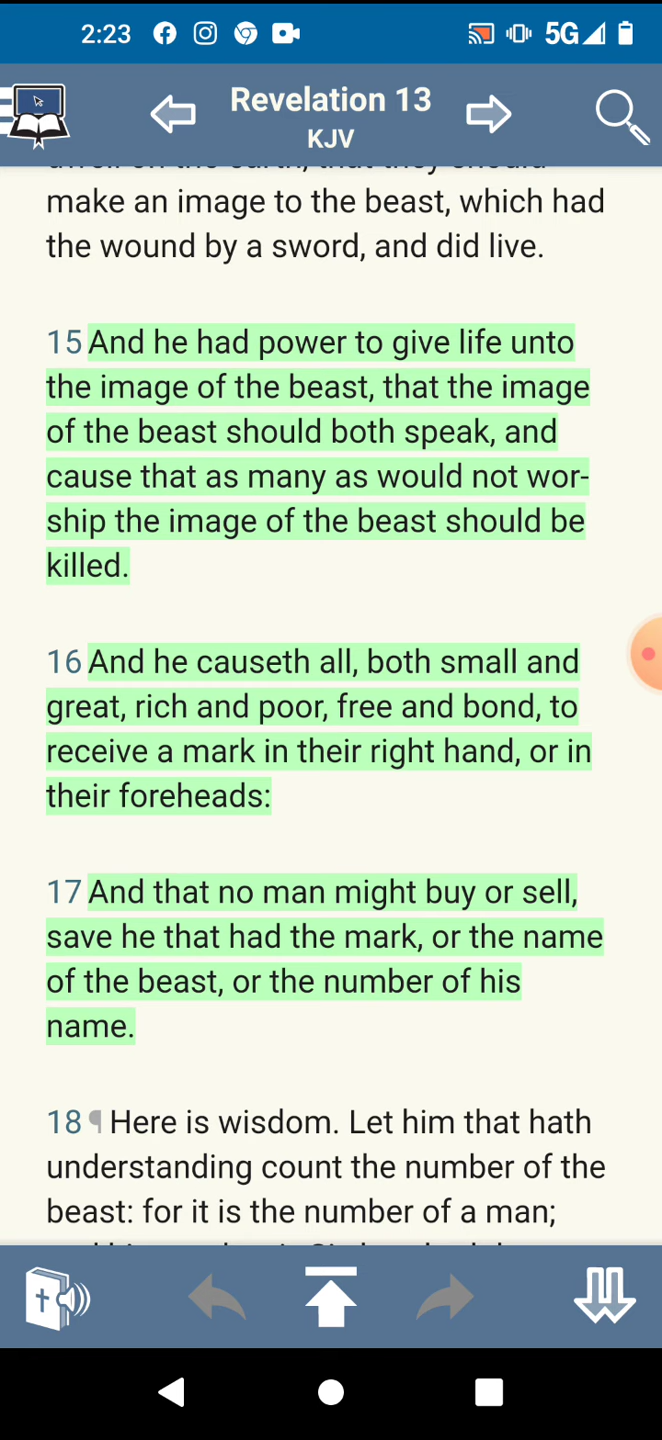 2:23
5G
Revelation 13
KJV
make an image to the beast, which had
the wound by a sword, and did live.
15 And he had power to give life unto
the image of the beast, that the image
of the beast should both speak, and
cause that as many as would not wor-
ship the image of the beast should be
killed.
16 And he causeth all, both small and
great, rich and poor, free and bond, to
receive a mark in their right hand, or in
their foreheads:
17 And that no man might buy or sell,
save he that had the mark, or the name
of the beast, or the number of his
name.
18 ¶ Here is wisdom. Let him that hath
understanding count the number of the
beast: for it is the number of a man;